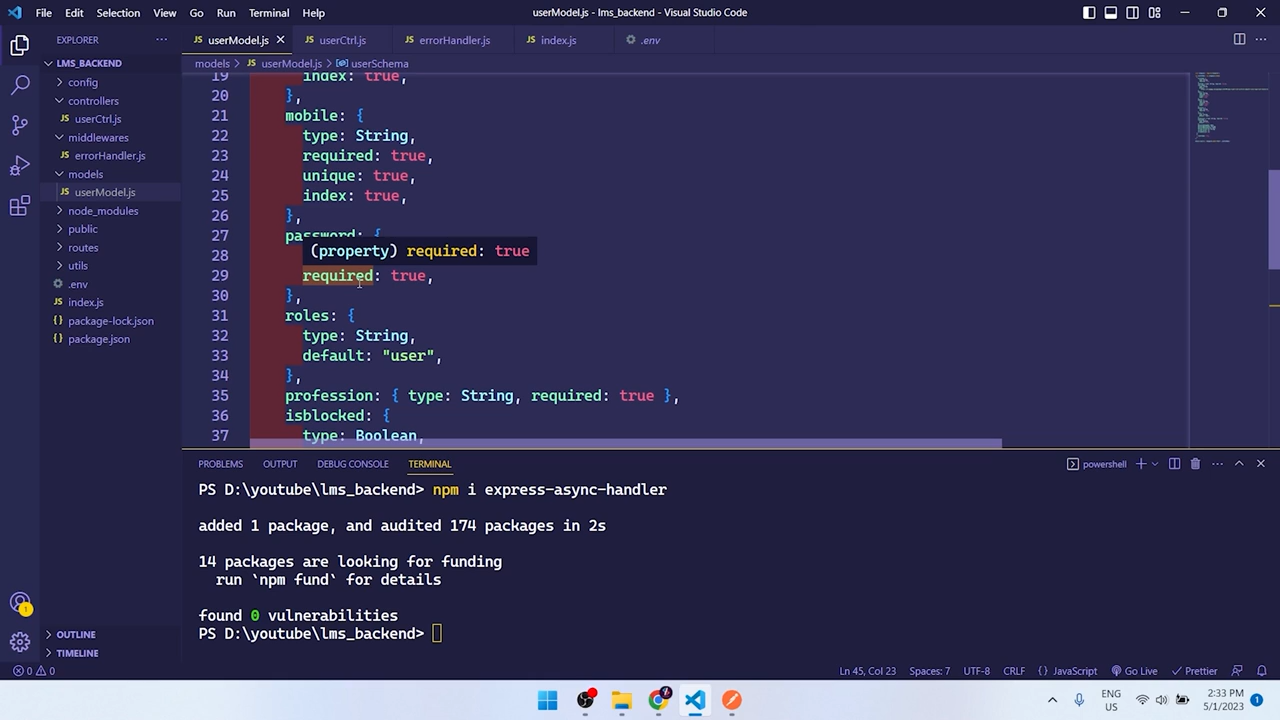 File Edit Selection View Go Run Terminal Help
userModel.js - lms_backend - Visual Studio Code
EXPLORER
userModel.js userCtrl.js errorHandler.js index.js .env
LMS_BACKEND
models > userModel.js > userSchema
config
controllers
userCtrl.js
middlewares
errorHandler.js
models
userModel.js
node_modules
public
routes
utils
.env
index.js
package-lock.json
package.json
OUTLINE
TIMELINE
19 index: true,
20 },
21 mobile: {
22 type: String,
23 required: true,
24 unique: true,
25 index: true,
26 },
27 password: {
28 (property) required: true
29 required: true,
30 },
31 roles: {
32 type: String,
33 default: "user",
34 },
35 profession: { type: String, required: true },
36 isblocked: {
37 type: Boolean,
PROBLEMS OUTPUT DEBUG CONSOLE TERMINAL
powershell
PS D:\youtube\lms_backend> npm i express-async-handler
added 1 package, and audited 174 packages in 2s
14 packages are looking for funding
run `npm fund` for details
found 0 vulnerabilities
PS D:\youtube\lms_backend>
1
0 0
Ln 45, Col 23 Spaces: 7 UTF-8 CRLF {} JavaScript Go Live Prettier
ENG
US
2:33 PM
5/1/2023
1